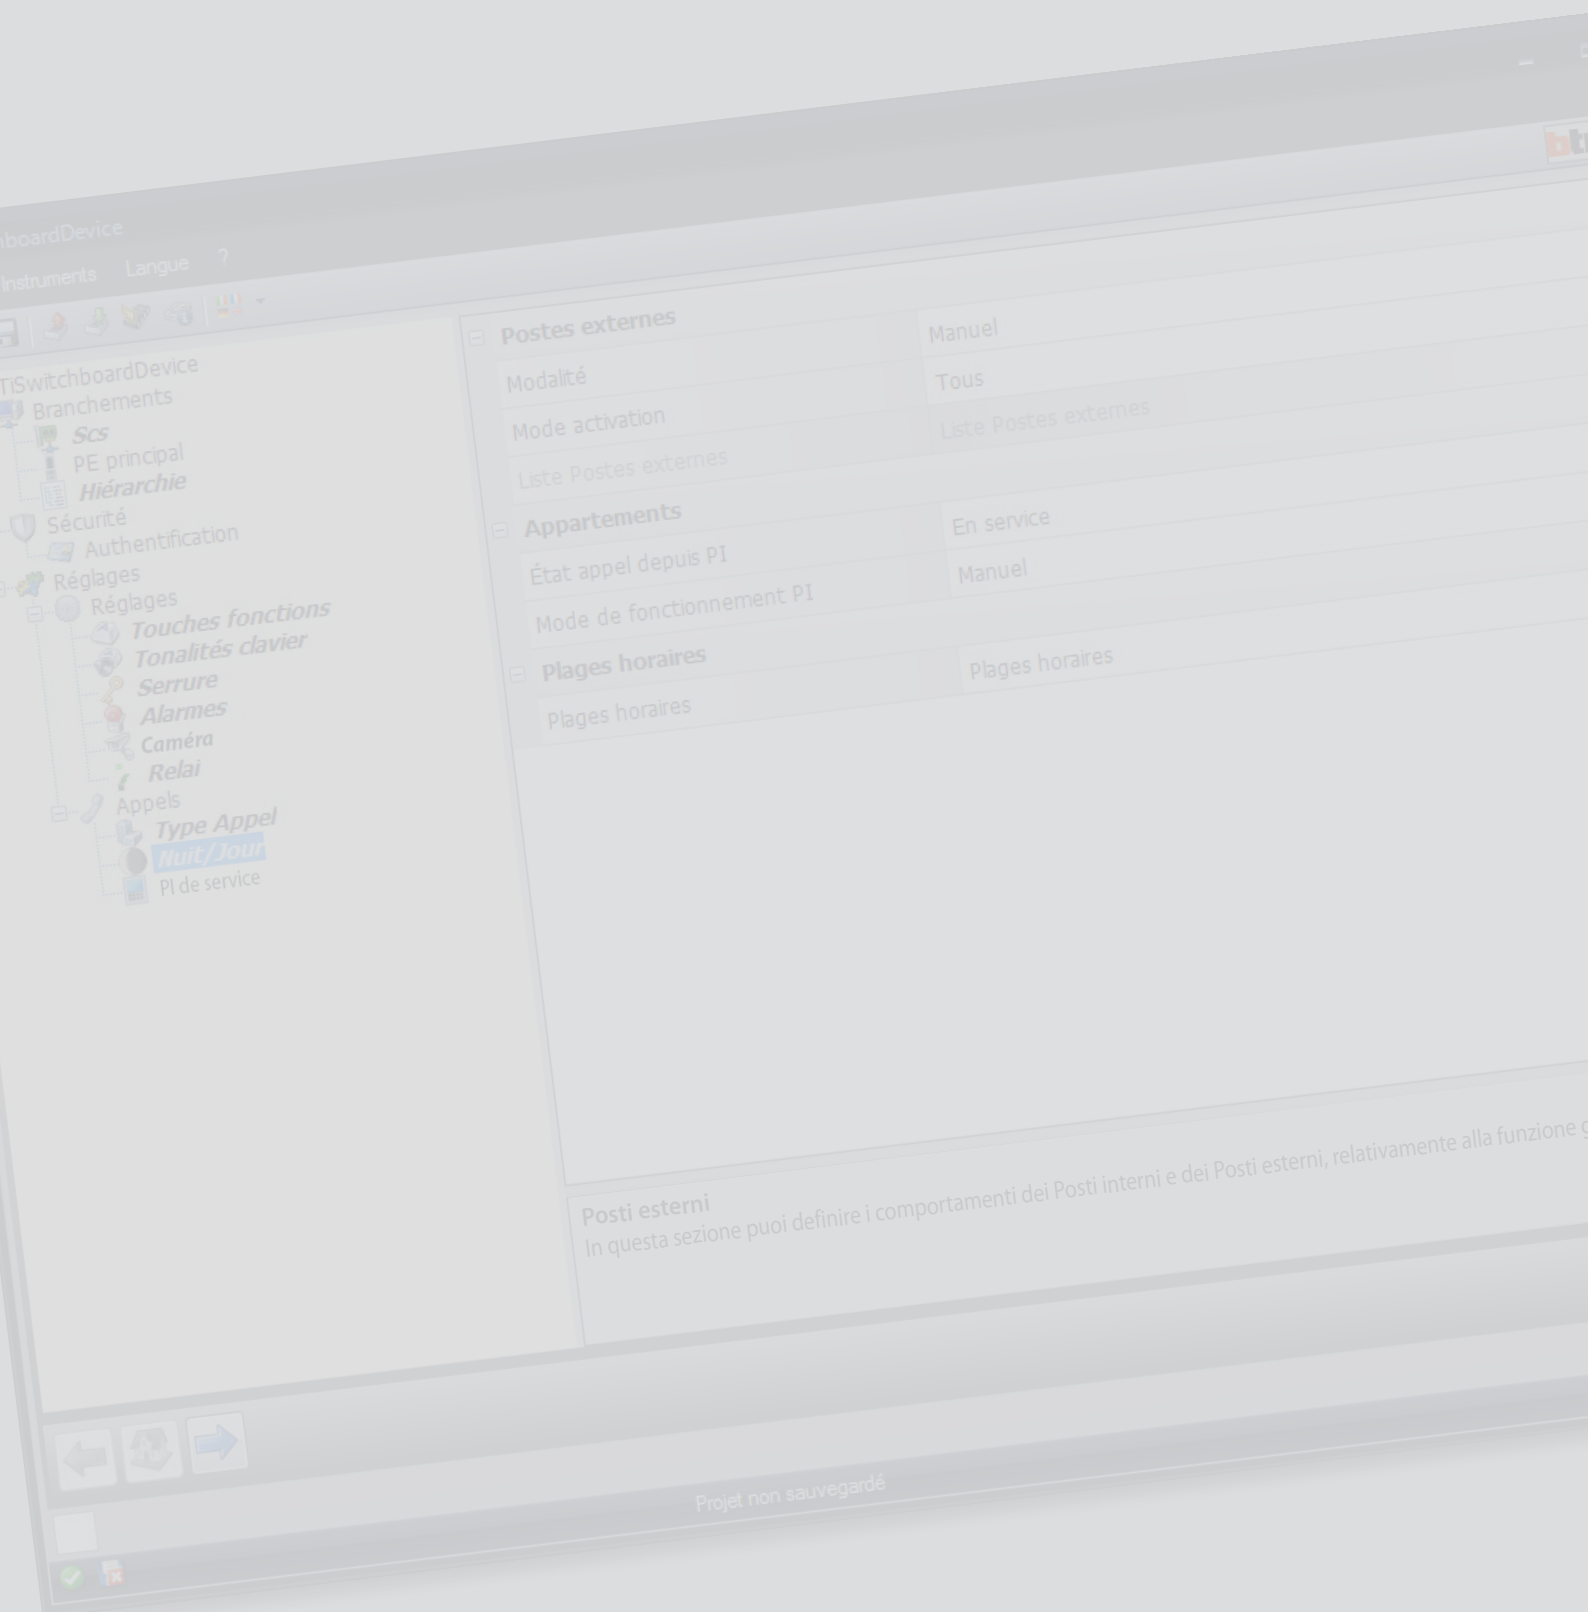 hboardDevice
Instruments Langue ?
TiSwitchboardDevice
Branchements
Scs
PE principal
Hiérarchie
Sécurité
Authentification
Réglages
Réglages
Touches fonctions
Tonalités clavier
Serrure
Alarmes
Caméra
Relai
Appels
Type Appel
Nuit/Jour
PI de service
Postes externes
Modalité Manuel
Mode activation Tous
Liste Postes externes Liste Postes externes
Appartements
État appel depuis PI En service
Mode de fonctionnement PI Manuel
Plages horaires
Plages horaires Plages horaires
Posti esterni
In questa sezione puoi definire i comportamenti dei Posti interni e dei Posti esterni, relativamente alla funzione g
Projet non sauvegardé